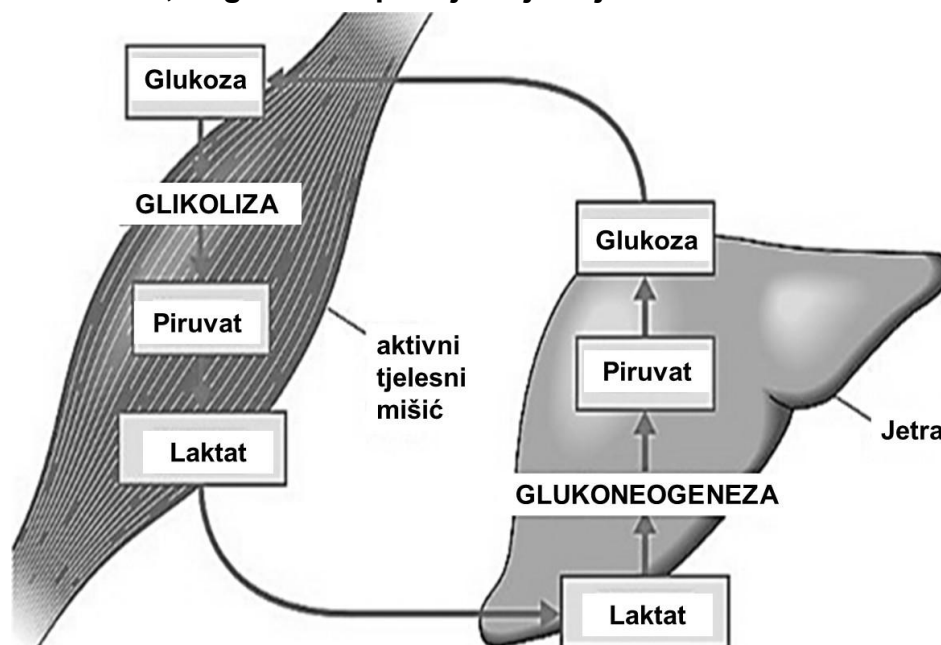 Glukoza
GLIKOLIZA
Piruvat
Laktat
aktivni
tjelesni
mišić
Glukoza
Piruvat
Jetra
GLUKONEOGENEZA
Laktat